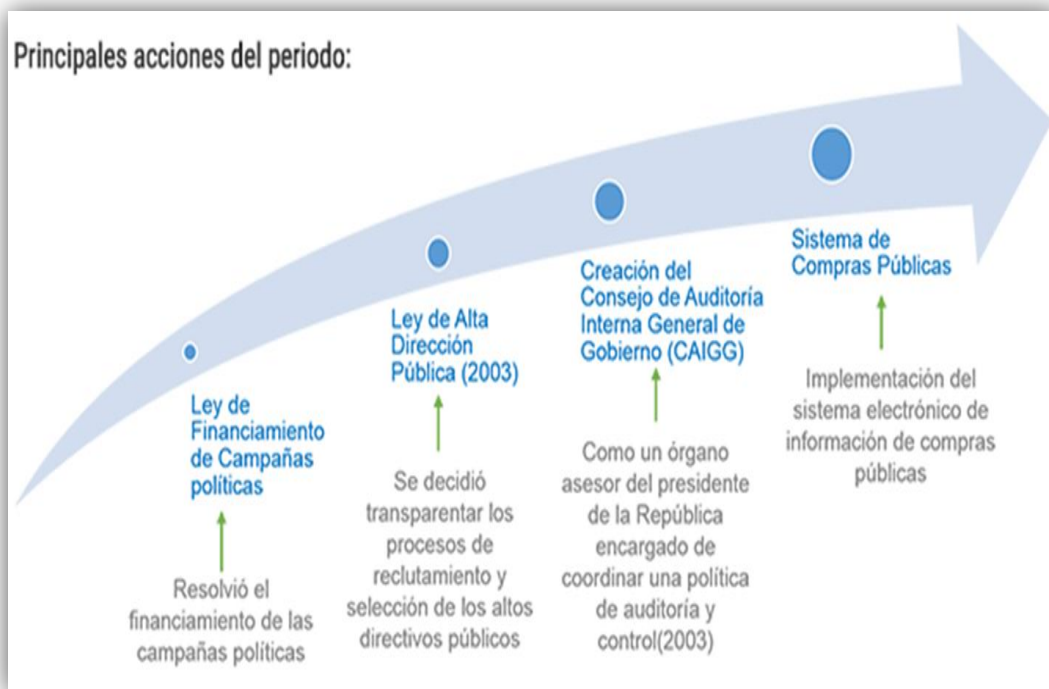 Principales acciones del periodo:
Ley de
Financiamiento
de Campañas
políticas
Resolvió el
financiamiento de las
campañas políticas
Ley de Alta
Dirección
Pública (2003)
Se decidió
transparentar los
procesos de
reclutamiento y
selección de los altos
directivos públicos
Creación del
Consejo de Auditoría
Interna General de
Gobierno (CAIGG)
Como un órgano
asesor del presidente
de la República
encargado de
coordinar una política
de auditoría y
control(2003)
Sistema de
Compras Públicas
Implementación del
sistema electrónico de
información de compras
públicas